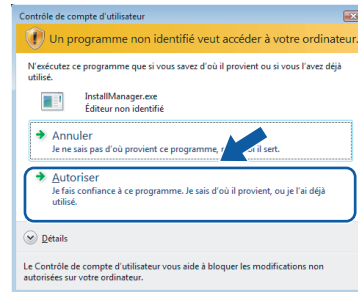 Contrôle de compte d'utilisateur
Un programme non identifié veut accéder à votre ordinateur.
N'exécutez ce programme que si vous savez d'où il provient ou si vous l'avez déjà
utilisé.
InstallManager.exe
Éditeur non identifié
Annuler
Je ne sais pas d'où provient ce programme, il sert.
Autoriser
Je fais confiance à ce programme. Je sais d'où il provient, ou je l'ai déjà
utilisé.
Détails
Le Contrôle de compte d'utilisateur vous aide à bloquer les modifications non
autorisées sur votre ordinateur.